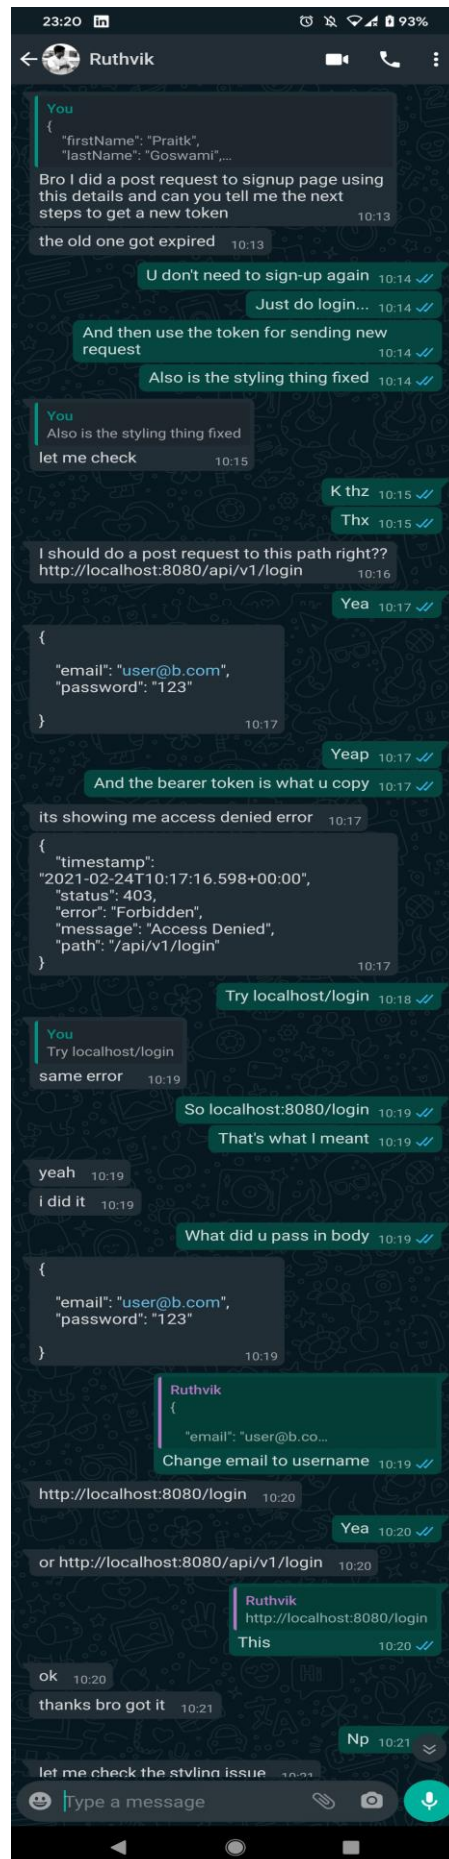 23:20 in 93%
Ruthvik
You
{
"firstName": "Praitk",
"lastName": "Goswami",...
Bro I did a post request to signup page using
this details and can you tell me the next
steps to get a new token
10:13
the old one got expired 10:13
U don't need to sign-up again 10:14
Just do login... 10:14
And then use the token for sending new
request
10:14
Also is the styling thing fixed 10:14
You
Also is the styling thing fixed
let me check 10:15
K thz 10:15
Thx 10:15
I should do a post request to this path right??
http://localhost:8080/api/v1/login 10:16
Yea 10:17
{
"email": "user@b.com",
"password": "123"
} 10:17
Yeap 10:17
And the bearer token is what u copy 10:17
its showing me access denied error 10:17
{
"timestamp":
"2021-02-24T10:17:16.598+00:00",
"status": 403,
"error": "Forbidden",
"message": "Access Denied",
"path": "/api/v1/login"
} 10:17
Try localhost/login 10:18
You
Try localhost/login
same error 10:19
So localhost:8080/login 10:19
That's what I meant 10:19
yeah 10:19
i did it 10:19
What did u pass in body 10:19
{
"email": "user@b.com",
"password": "123"
} 10:19
Ruthvik
{
"email": "user@b.co...
Change email to username 10:19
http://localhost:8080/login 10:20
Yea 10:20
or http://localhost:8080/api/v1/login 10:20
Ruthvik
http://localhost:8080/login
This 10:20
ok 10:20
thanks bro got it 10:21
Np 10:21
let me check the styling issue 10:21
Type a message